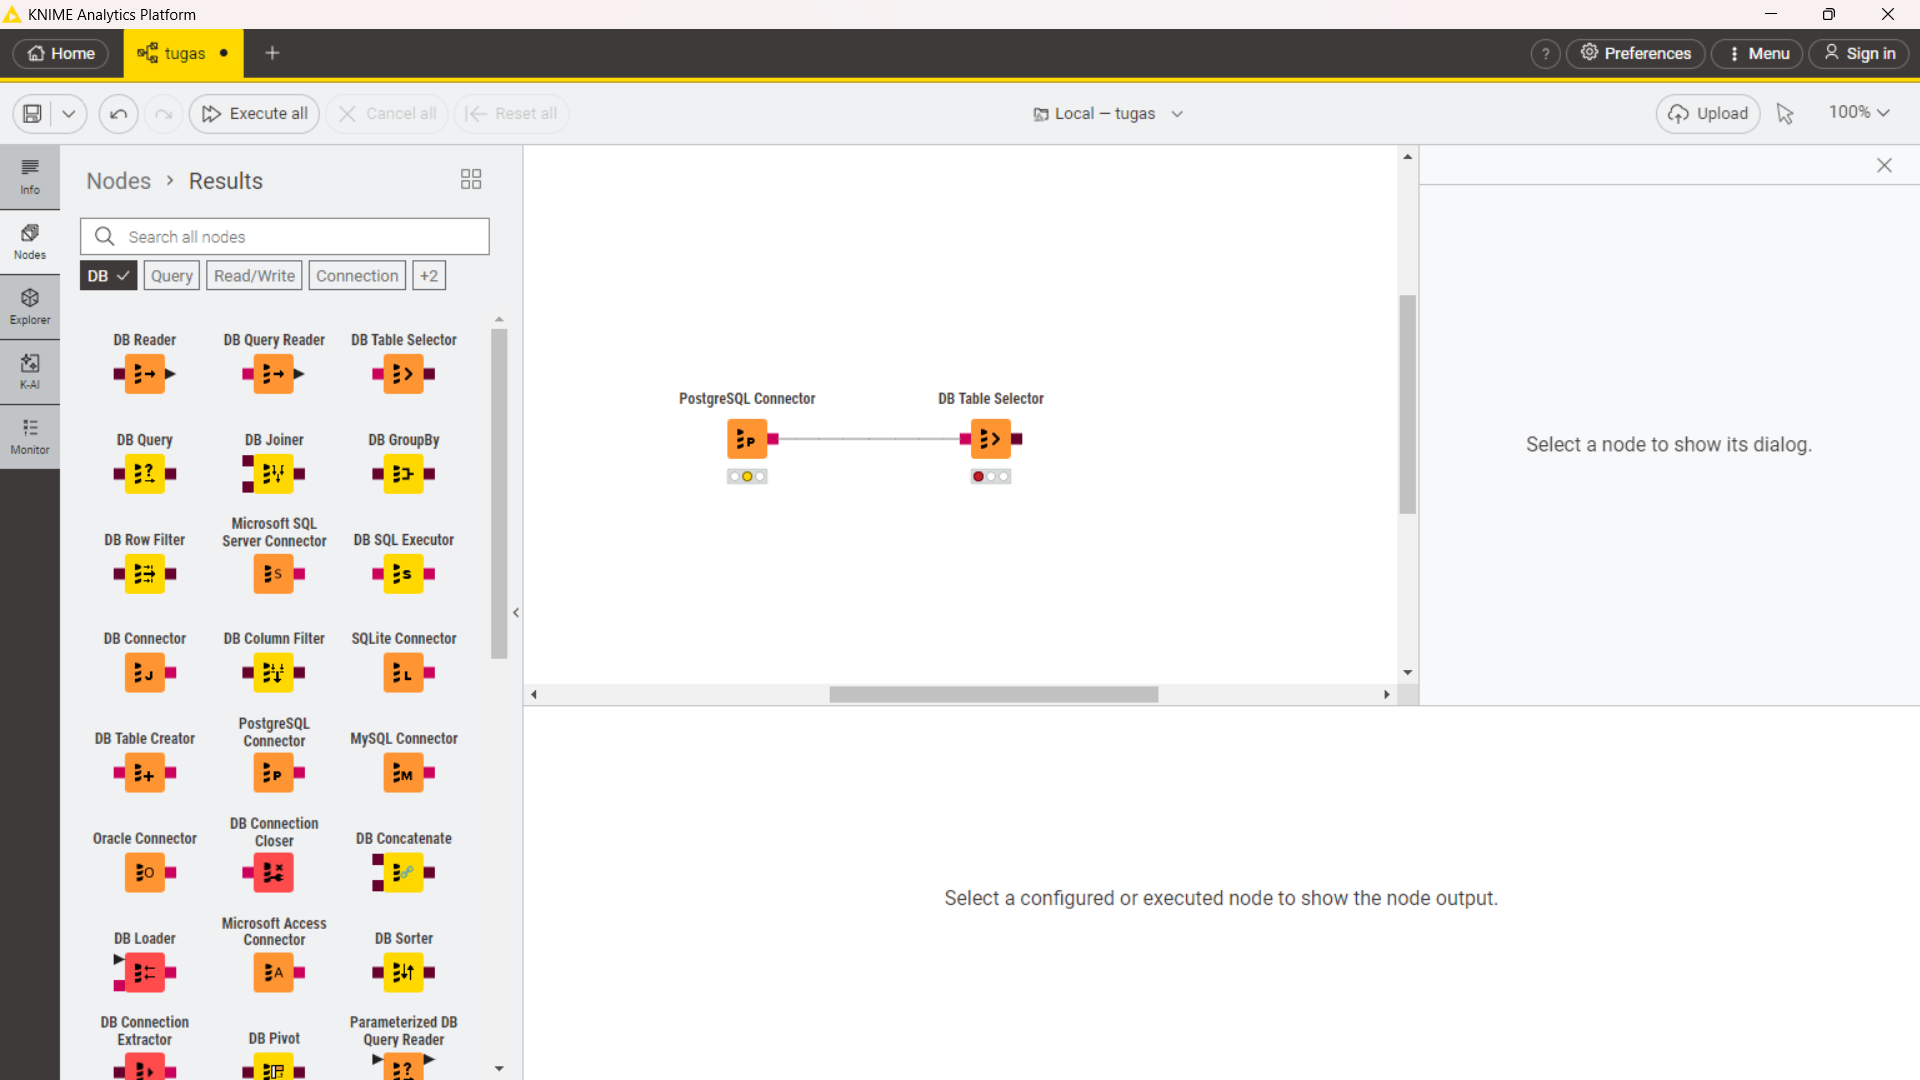 KNIME Analytics Platform
Home
tugas
?
Preferences
Menu
Sign in
Execute all
Cancel all
Reset all
Local — tugas
Upload
100%
Info
Nodes
Explorer
K-AI
Monitor
Nodes > Results
Search all nodes
DB
Query
Read/Write
Connection
+2
DB Reader
DB Query Reader
DB Table Selector
DB Query
DB Joiner
DB GroupBy
DB Row Filter
Microsoft SQL
Server Connector
DB SQL Executor
DB Connector
DB Column Filter
SQLite Connector
DB Table Creator
PostgreSQL
Connector
MySQL Connector
Oracle Connector
DB Connection
Closer
DB Concatenate
DB Loader
Microsoft Access
Connector
DB Sorter
DB Connection
Extractor
DB Pivot
Parameterized DB
Query Reader
PostgreSQL Connector
DB Table Selector
Select a node to show its dialog.
Select a configured or executed node to show the node output.